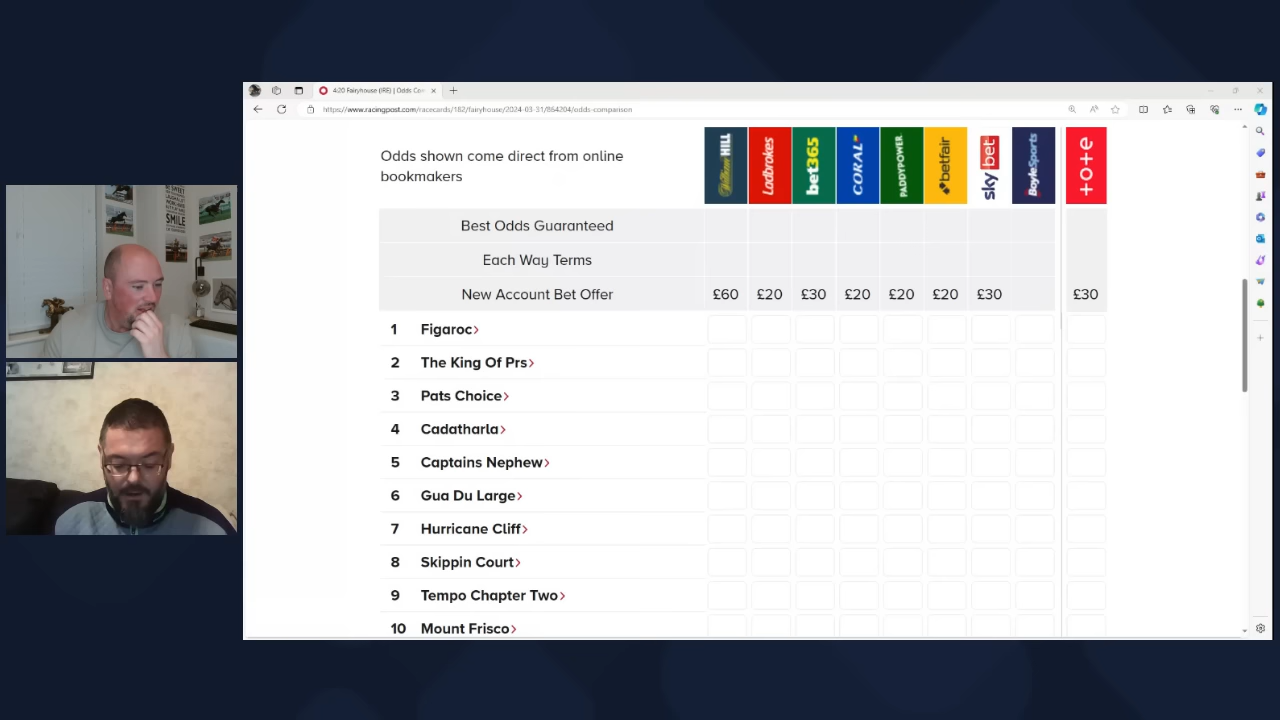 4:20 Fairyhouse (IRE) | Odds Com
https://www.racingpost.com/racecards/182/fairyhouse/2024-03-31/864204/odds-comparison
Odds shown come direct from online
bookmakers
William HILL Ladbrokes bet365 CORAL PADDYPOWER betfair sky bet BoyleSports tote
Best Odds Guaranteed
Each Way Terms
New Account Bet Offer £60 £20 £30 £20 £20 £20 £30 £30
1 Figaroc
2 The King Of Prs
3 Pats Choice
4 Cadatharla
5 Captains Nephew
6 Gua Du Large
7 Hurricane Cliff
8 Skippin Court
9 Tempo Chapter Two
10 Mount Frisco
SMILE